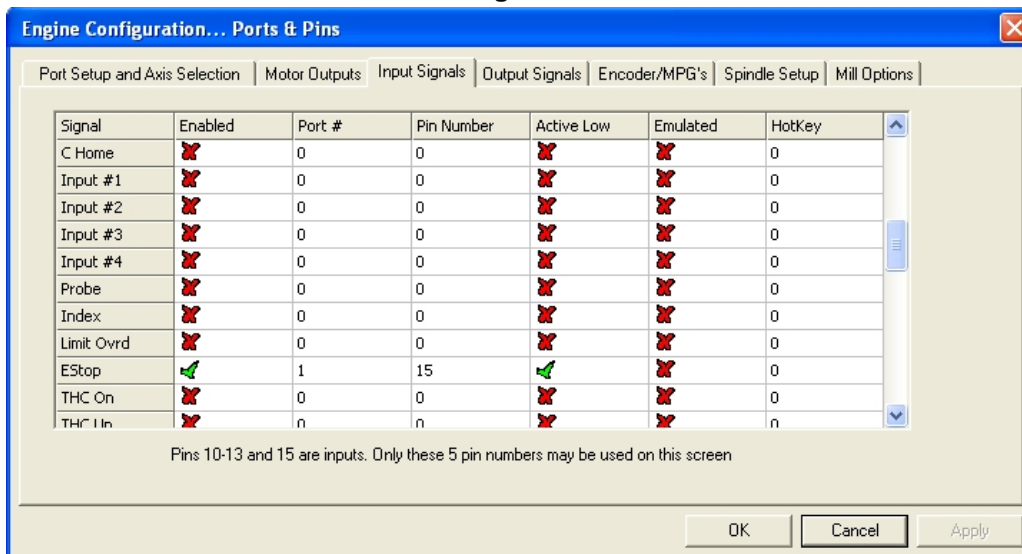 Engine Configuration... Ports & Pins
Port Setup and Axis Selection Motor Outputs Input Signals Output Signals Encoder/MPG's Spindle Setup Mill Options
Signal Enabled Port # Pin Number Active Low Emulated HotKey
C Home 0 0 0
Input #1 0 0 0
Input #2 0 0 0
Input #3 0 0 0
Input #4 0 0 0
Probe 0 0 0
Index 0 0 0
Limit Ovrd 0 0 0
EStop 1 15 0
THC On 0 0 0
THC Up 0 0 0
Pins 10-13 and 15 are inputs. Only these 5 pin numbers may be used on this screen
OK Cancel Apply